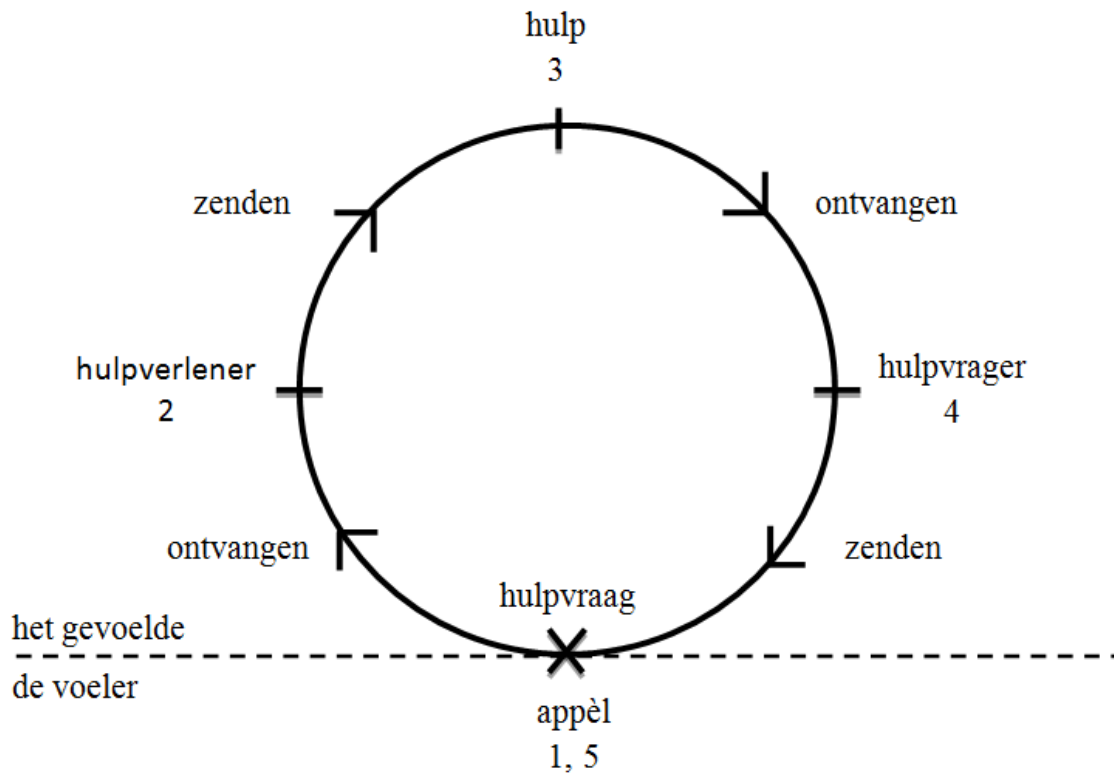 hulp
3
zenden
ontvangen
hulpverlener
2
hulpvrager
4
ontvangen
zenden
hulpvraag
het gevoelde
de voeler
appèl
1, 5